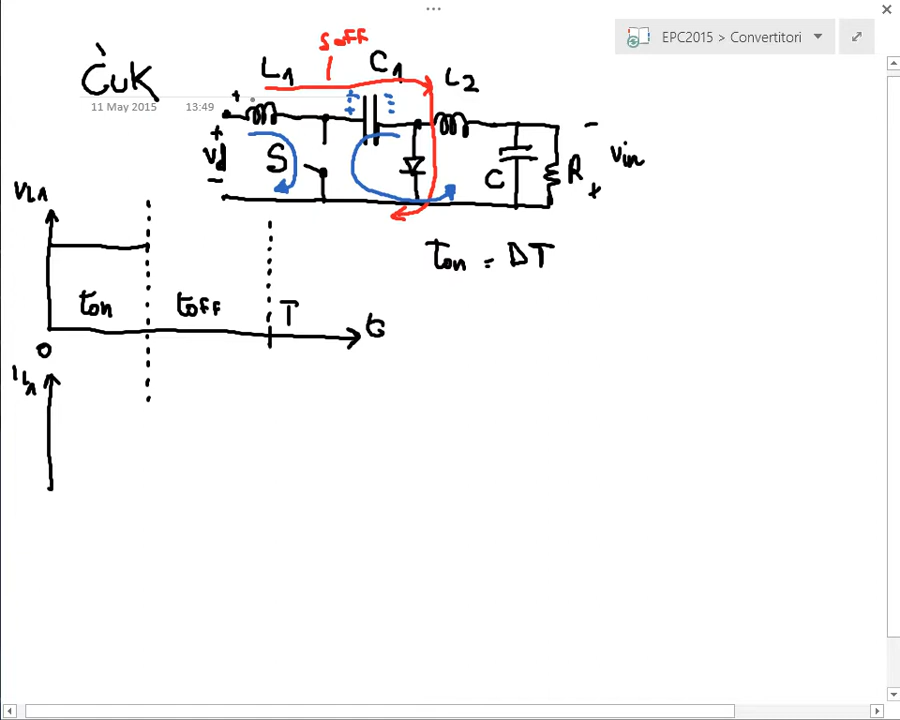 EPC2015 > Convertitori
ĊuK
11 May 2015 13:49
S OFF
L1 C1 L2
+
+ + - - -
+ Vd -
S
C R
- Vin +
ton = DT
VL1
ton toff T
t
0
iL1